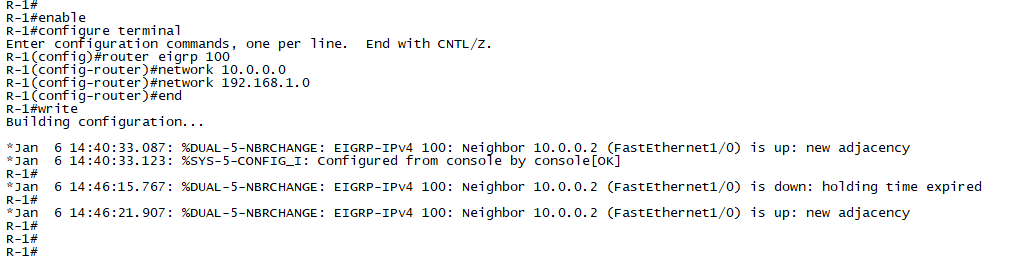 R-1#
R-1#enable
R-1#configure terminal
Enter configuration commands, one per line.  End with CNTL/Z.
R-1(config)#router eigrp 100
R-1(config-router)#network 10.0.0.0
R-1(config-router)#network 192.168.1.0
R-1(config-router)#end
R-1#write
Building configuration...
*Jan  6 14:40:33.087: %DUAL-5-NBRCHANGE: EIGRP-IPv4 100: Neighbor 10.0.0.2 (FastEthernet1/0) is up: new adjacency
*Jan  6 14:40:33.123: %SYS-5-CONFIG_I: Configured from console by console[OK]
R-1#
*Jan  6 14:46:15.767: %DUAL-5-NBRCHANGE: EIGRP-IPv4 100: Neighbor 10.0.0.2 (FastEthernet1/0) is down: holding time expired
R-1#
*Jan  6 14:46:21.907: %DUAL-5-NBRCHANGE: EIGRP-IPv4 100: Neighbor 10.0.0.2 (FastEthernet1/0) is up: new adjacency
R-1#
R-1#
R-1#